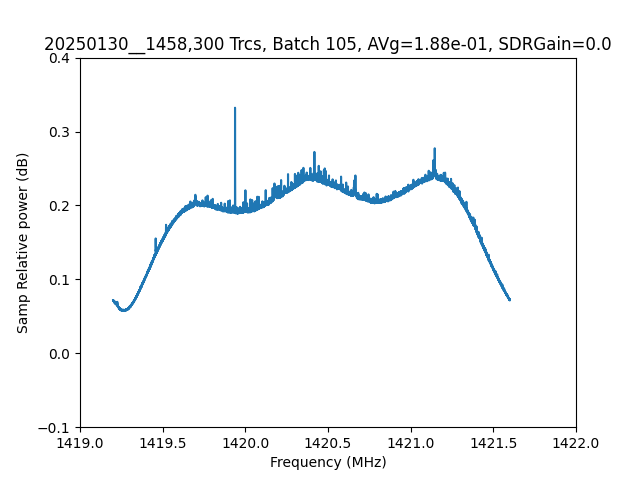 20250130__1458,300 Trcs, Batch 105, AVg=1.88e-01, SDRGain=0.0
0.4
0.3
0.2
0.1
0.0
−0.1
Samp Relative power (dB)
1419.0 1419.5 1420.0 1420.5 1421.0 1421.5 1422.0
Frequency (MHz)